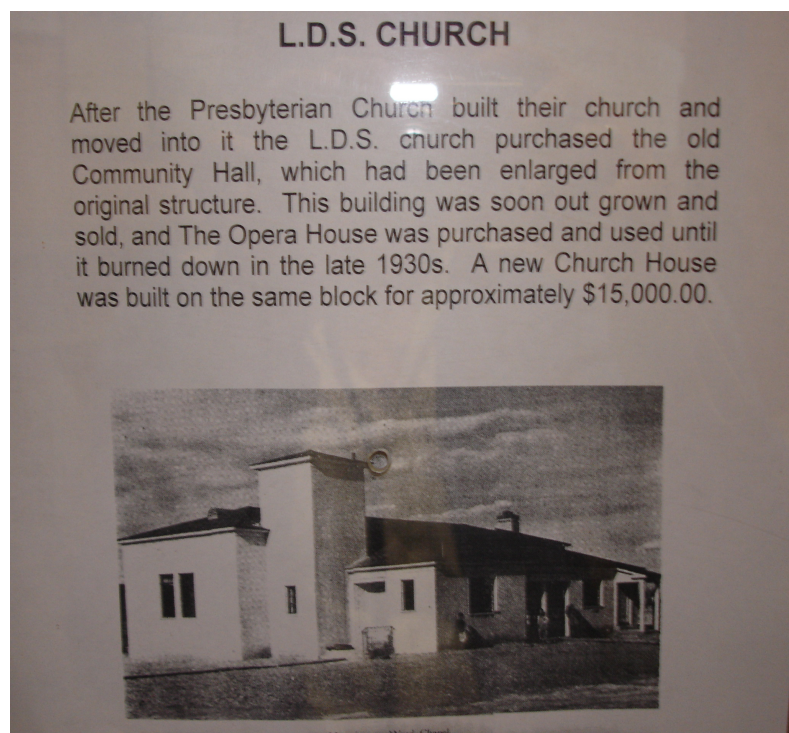 L.D.S. CHURCH
After the Presbyterian Church built their church and
moved into it the L.D.S. church purchased the old
Community Hall, which had been enlarged from the
original structure. This building was soon out grown and
sold, and The Opera House was purchased and used until
it burned down in the late 1930s. A new Church House
was built on the same block for approximately $15,000.00.